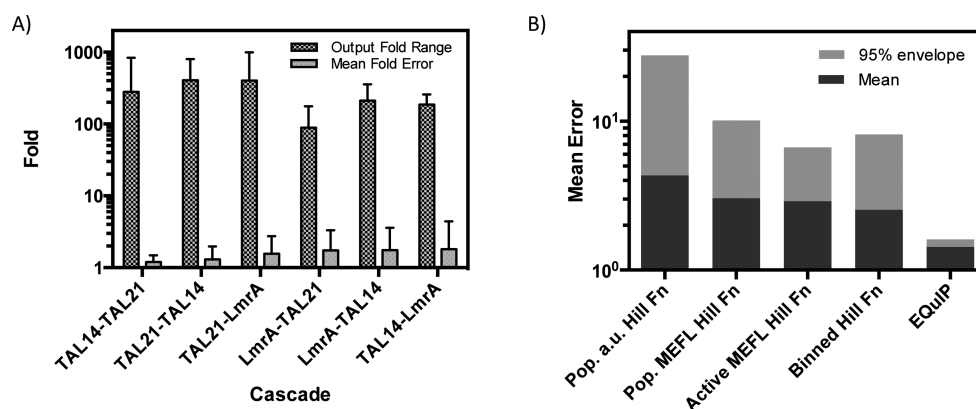 A)
Fold
1000
100
10
1
Output Fold Range
Mean Fold Error
TAL14-TAL21
TAL21-TAL14
TAL21-LmrA
LmrA-TAL21
LmrA-TAL14
TAL14-LmrA
Cascade
B)
Mean Error
10¹
10⁰
95% envelope
Mean
Pop. a.u. Hill Fn
Pop. MEFL Hill Fn
Active MEFL Hill Fn
Binned Hill Fn
EQuIP